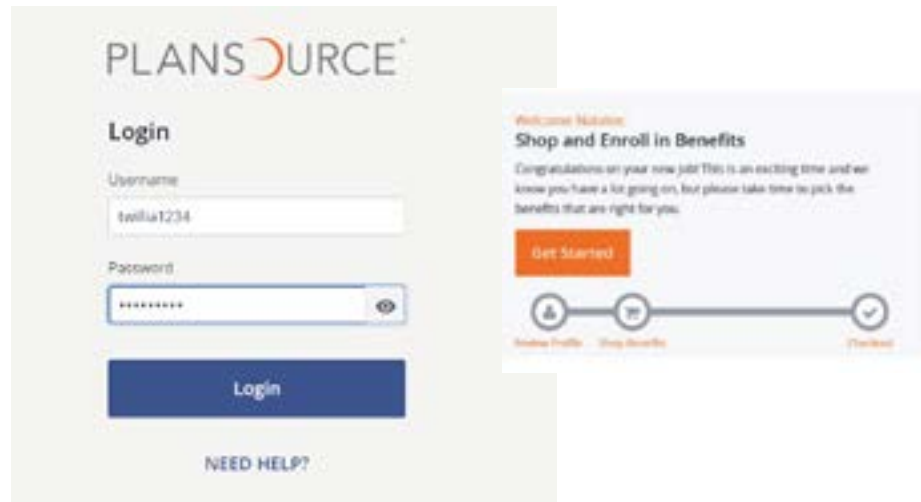 PLANSOURCE
Login
Username
twillia1234
Password
•••••••••
Login
NEED HELP?
Welcome
Shop and Enroll in Benefits
Congratulations on your new job! This is an exciting time and we
know you have a lot going on, but please take time to pick the
benefits that are right for you.
Get Started
Review Profile
Shop Benefits
Checkout